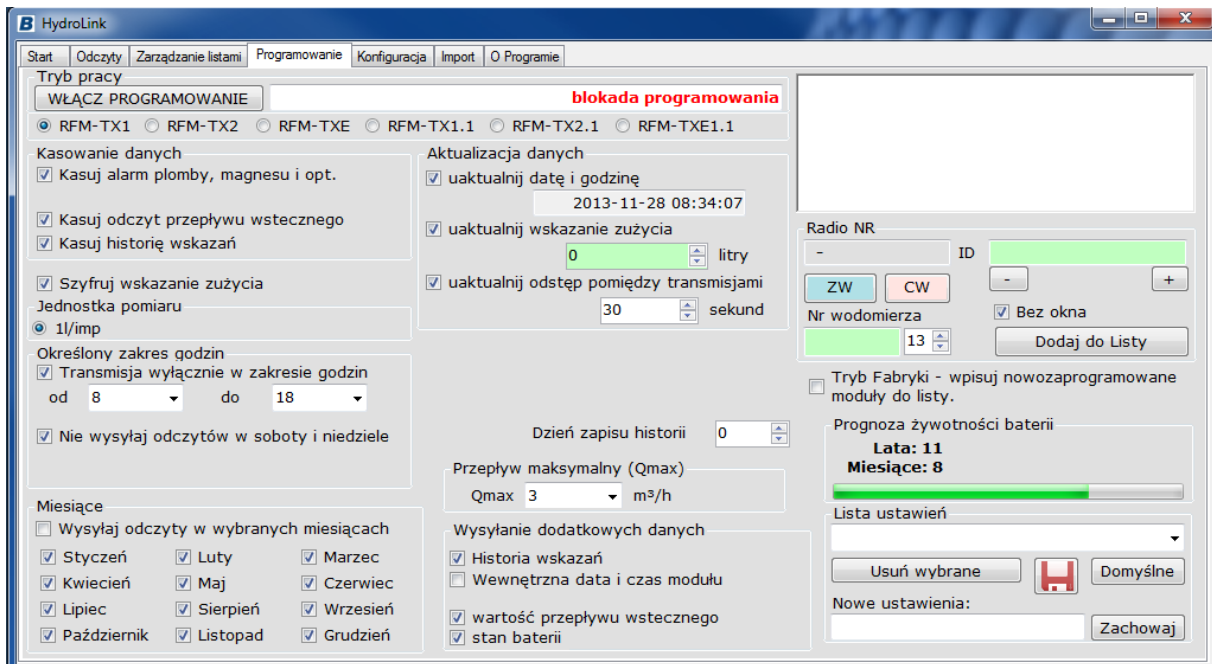 B HydroLink
Start Odczyty Zarządzanie listami Programowanie Konfiguracja Import O Programie
Tryb pracy
WŁĄCZ PROGRAMOWANIE blokada programowania
RFM-TX1 RFM-TX2 RFM-TXE RFM-TX1.1 RFM-TX2.1 RFM-TXE1.1
Kasowanie danych
Kasuj alarm plomby, magnesu i opt.
Kasuj odczyt przepływu wstecznego
Kasuj historię wskazań
Szyfruj wskazanie zużycia
Jednostka pomiaru
1l/imp
Określony zakres godzin
Transmisja wyłącznie w zakresie godzin
od 8 do 18
Nie wysyłaj odczytów w soboty i niedziele
Miesiące
Wysyłaj odczyty w wybranych miesiącach
Styczeń Luty Marzec
Kwiecień Maj Czerwiec
Lipiec Sierpień Wrzesień
Październik Listopad Grudzień
Aktualizacja danych
uaktualnij datę i godzinę
2013-11-28 08:34:07
uaktualnij wskazanie zużycia
0 litry
uaktualnij odstęp pomiędzy transmisjami
30 sekund
Dzień zapisu historii 0
Przepływ maksymalny (Qmax)
Qmax 3 m³/h
Wysyłanie dodatkowych danych
Historia wskazań
Wewnętrzna data i czas modułu
wartość przepływu wstecznego
stan baterii
Radio NR
- ID
ZW CW - +
Nr wodomierza Bez okna
13 Dodaj do Listy
Tryb Fabryki - wpisuj nowozaprogramowane
moduły do listy.
Prognoza żywotności baterii
Lata: 11
Miesiące: 8
Lista ustawień
Usuń wybrane Domyślne
Nowe ustawienia:
Zachowaj